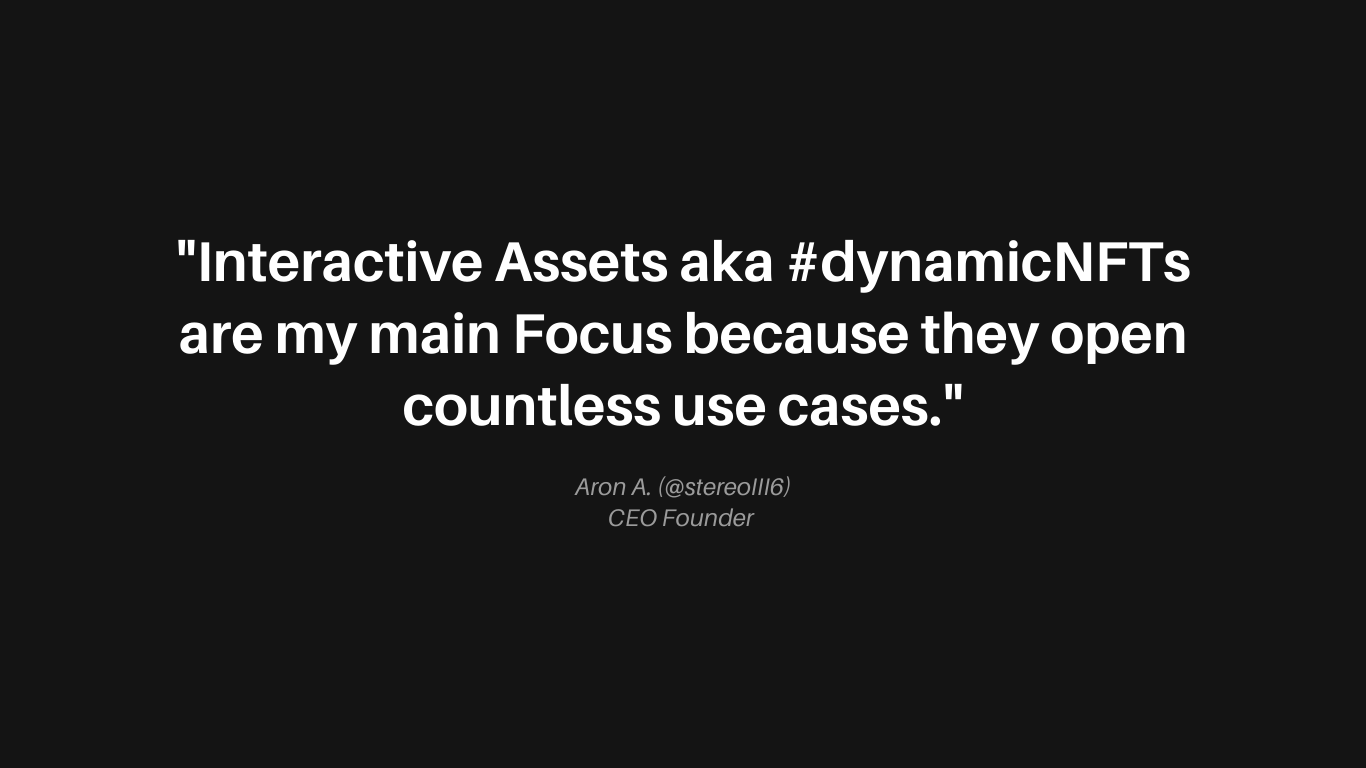 "Interactive Assets aka #dynamicNFTs
are my main Focus because they open
countless use cases."
Aron A. (@stereoIII6)
CEO Founder